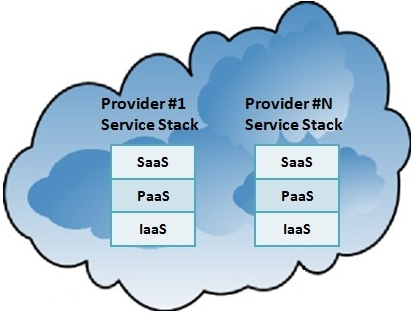 Provider #1
Service Stack
SaaS
PaaS
IaaS
Provider #N
Service Stack
SaaS
PaaS
IaaS